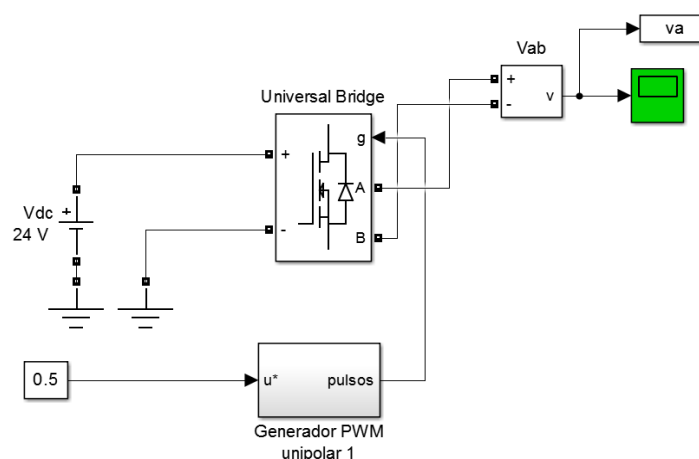 va
Vab
+
-
v
Universal Bridge
g
+
A
-
B
+
Vdc
24 V
0.5
u*
pulsos
Generador PWM
unipolar 1